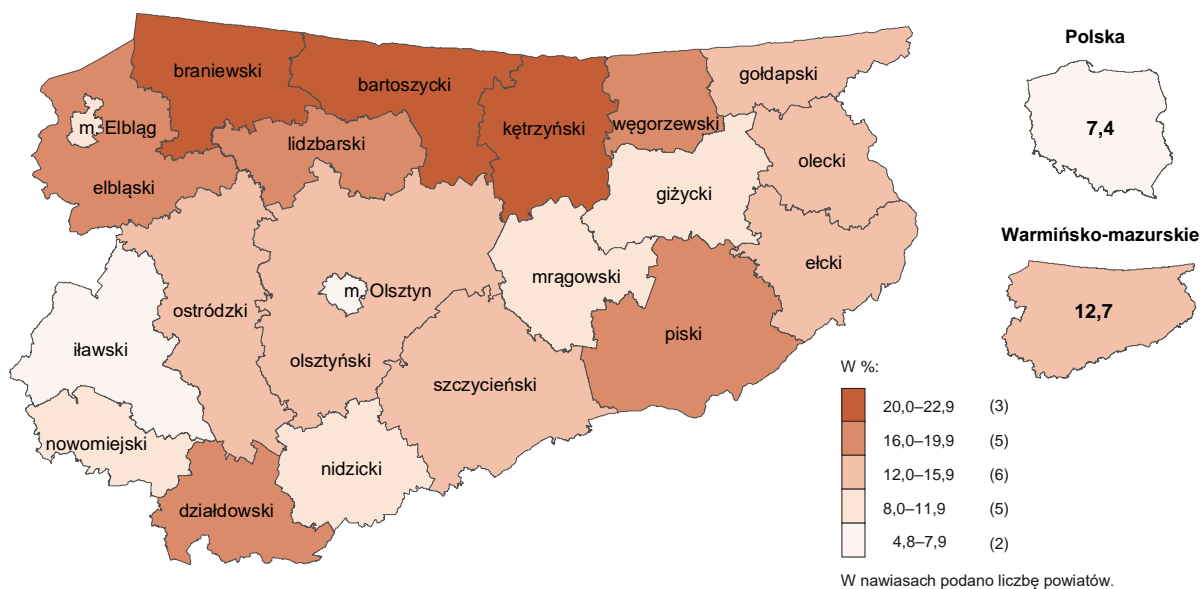 braniewski
bartoszycki
kętrzyński
węgorzewski
gołdapski
m. Elbląg
lidzbarski
olecki
elbląski
giżycki
mrągowski
ełcki
m. Olsztyn
ostródzki
iławski
olsztyński
szczycieński
piski
nowomiejski
nidzicki
działdowski
Polska
7,4
Warmińsko-mazurskie
12,7
W %:
20,0–22,9 (3)
16,0–19,9 (5)
12,0–15,9 (6)
8,0–11,9 (5)
4,8–7,9 (2)
W nawiasach podano liczbę powiatów.